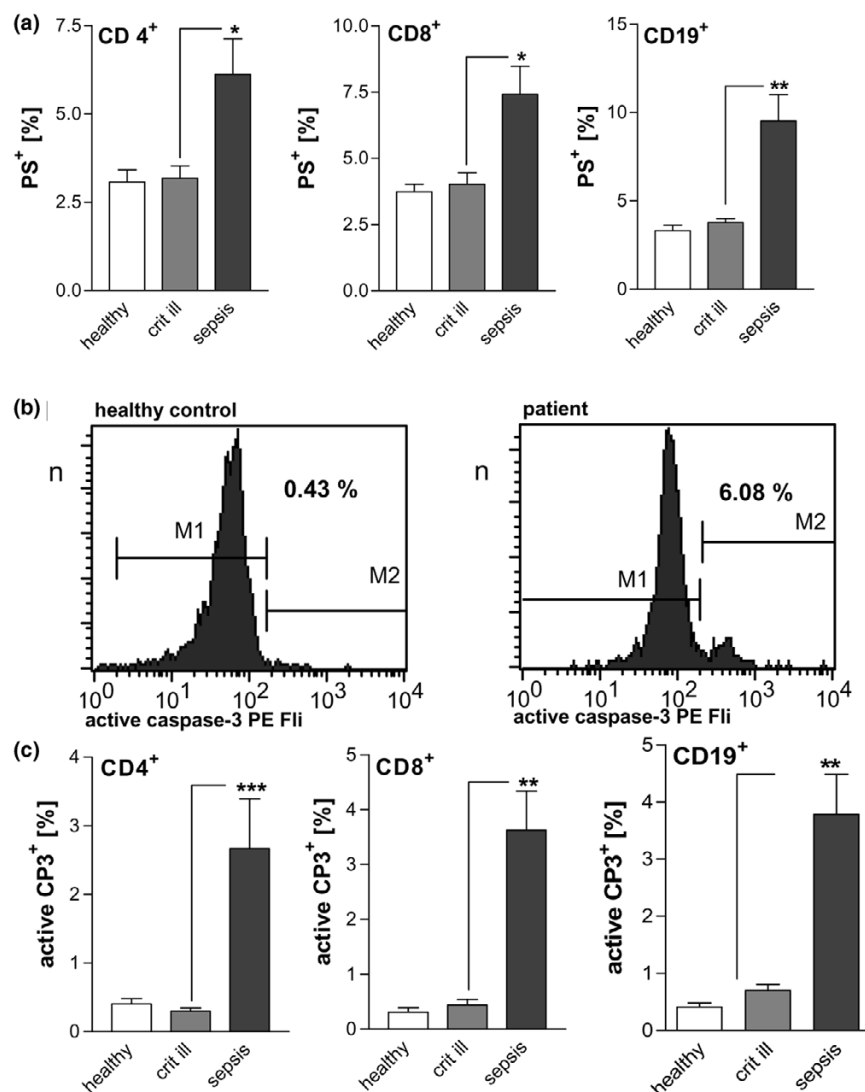 (a)
CD 4+
*
PS+ [%]
7.5
5.0
2.5
0.0
healthy
crit ill
sepsis
CD8+
*
PS+ [%]
10.0
7.5
5.0
2.5
0.0
healthy
crit ill
sepsis
CD19+
**
PS+ [%]
15
10
5
0
healthy
crit ill
sepsis
(b)
healthy control
n
0.43 %
M1
M2
10^0 10^1 10^2 10^3 10^4
active caspase-3 PE Fli
patient
n
6.08 %
M2
M1
10^0 10^1 10^2 10^3 10^4
active caspase-3 PE Fli
(c)
CD4+
***
active CP3+ [%]
4
3
2
1
0
healthy
crit ill
sepsis
CD8+
**
active CP3+ [%]
5
4
3
2
1
0
healthy
crit ill
sepsis
CD19+
**
active CP3+ [%]
5
4
3
2
1
0
healthy
crit ill
sepsis